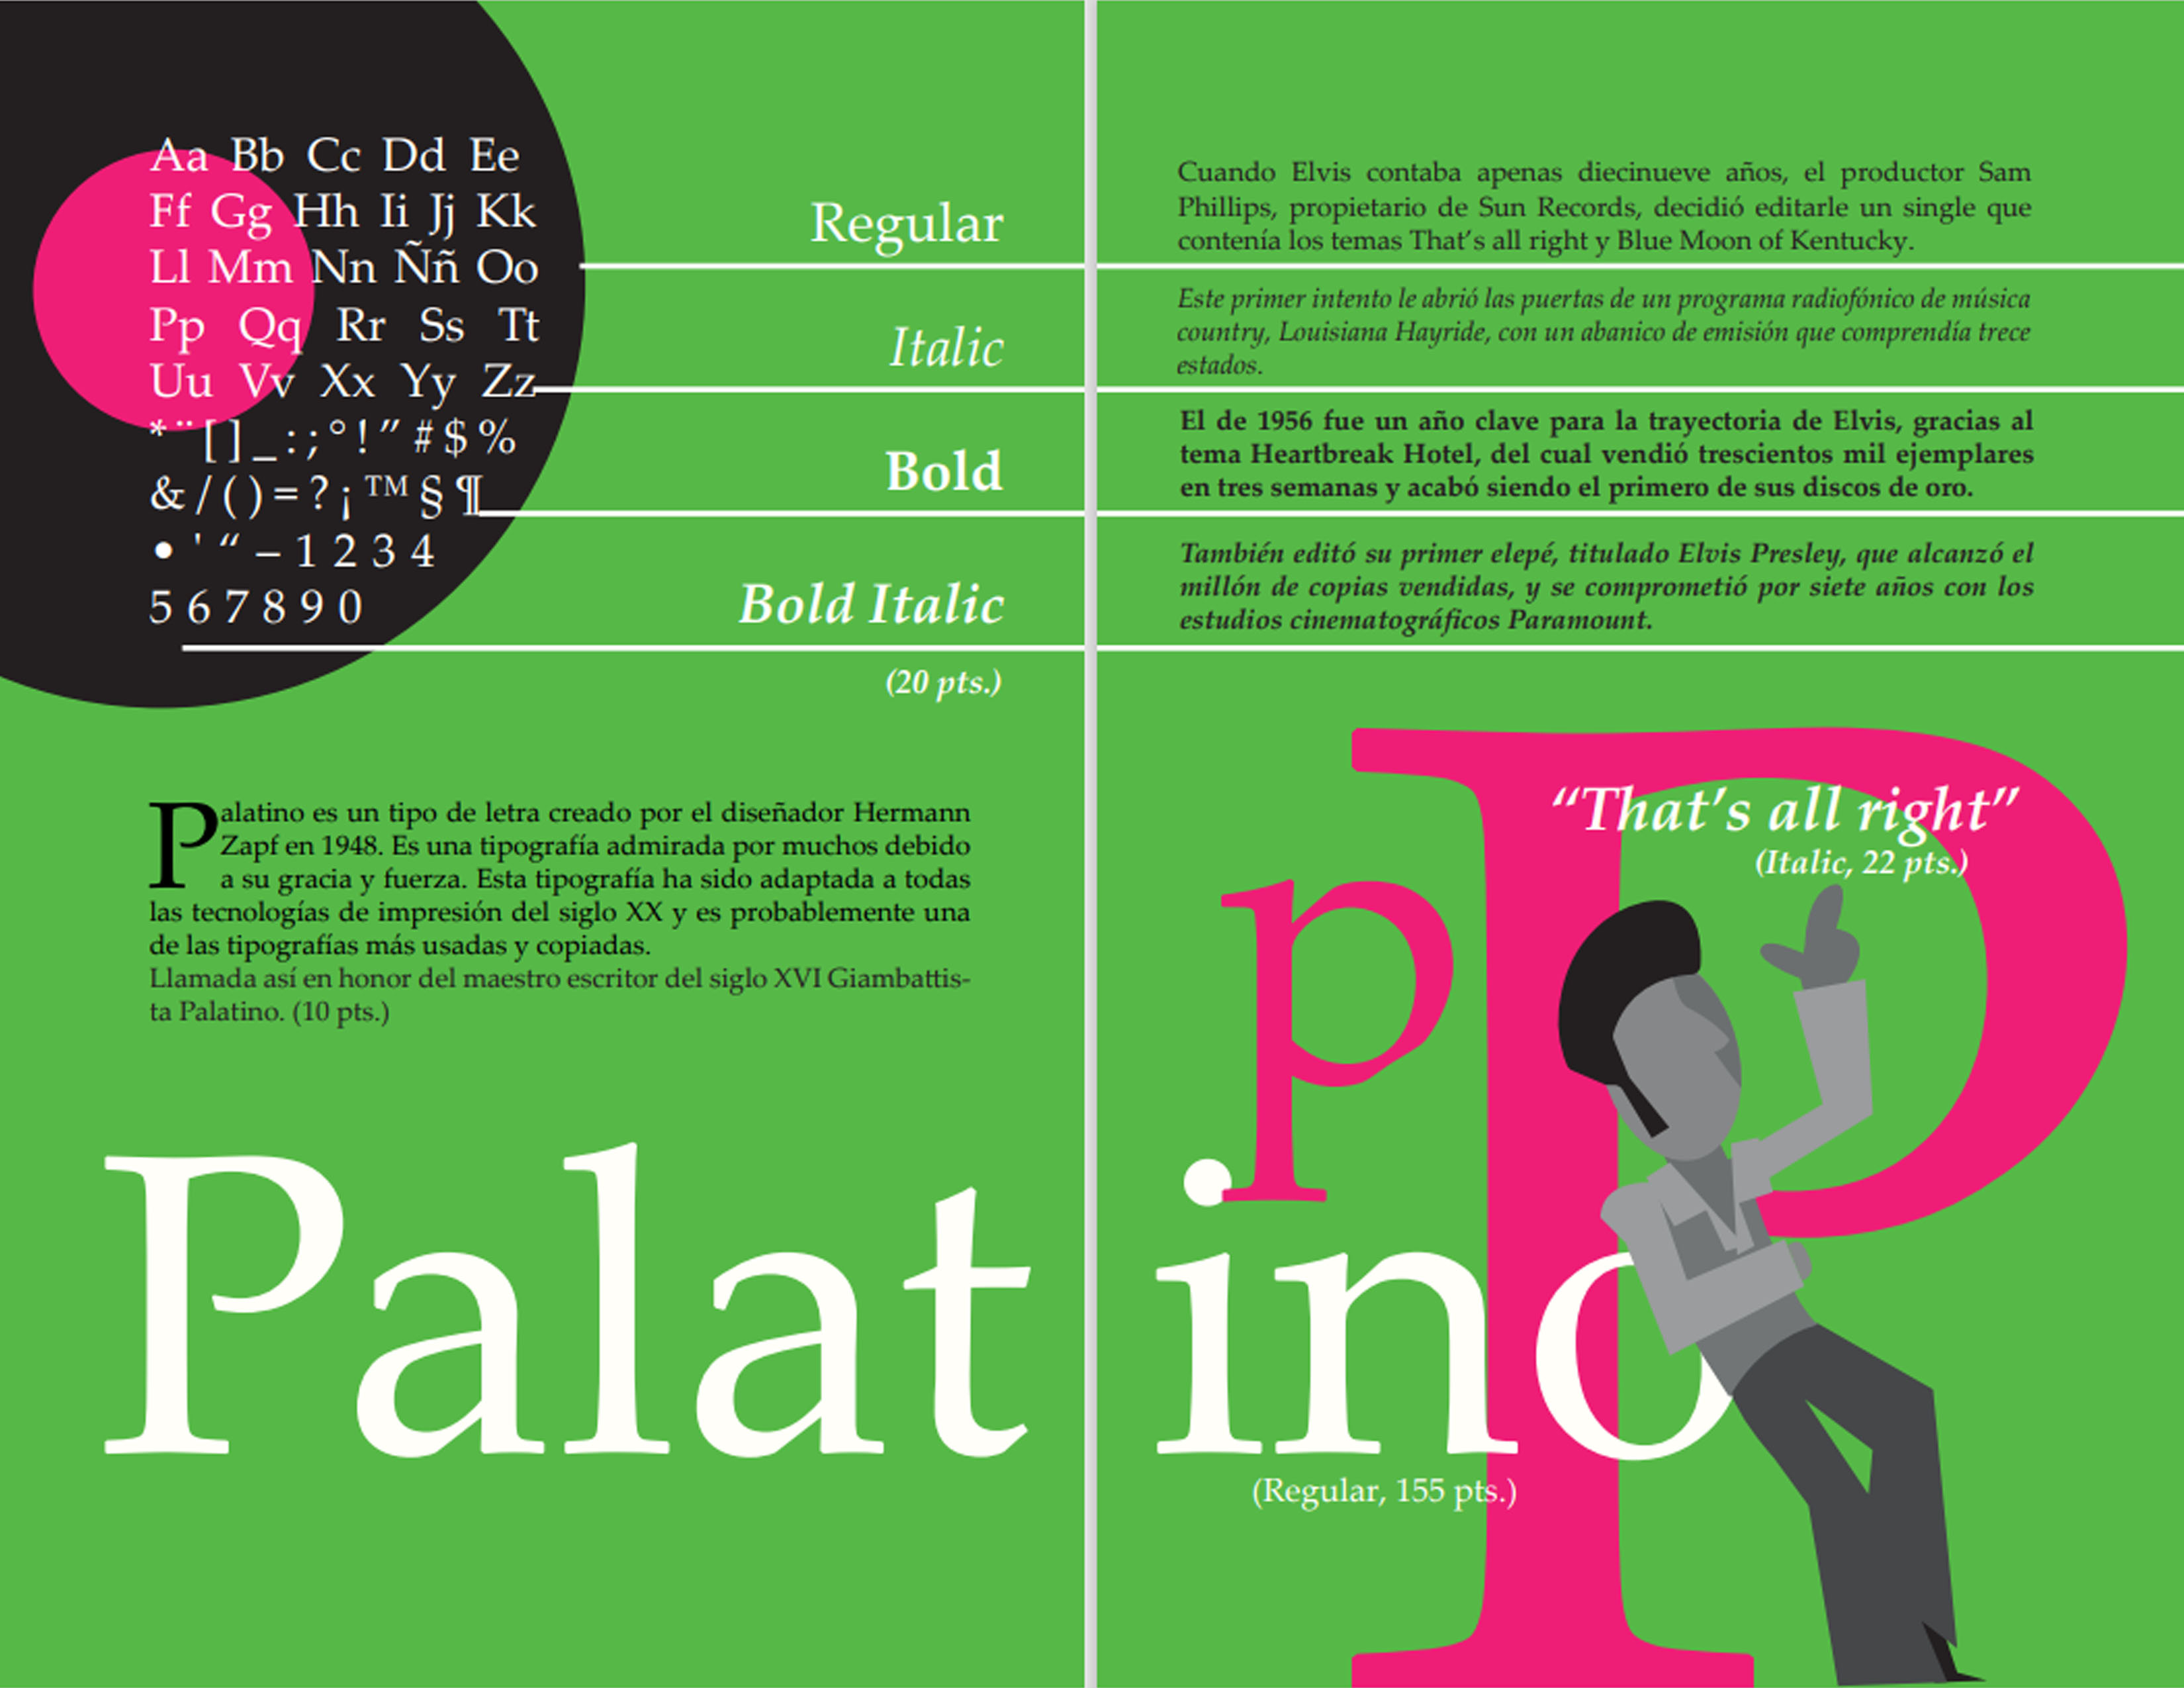 Aa Bb Cc Dd Ee
Ff Gg Hh Ii Jj Kk
Ll Mm Nn Ññ Oo
Pp Qq Rr Ss Tt
Uu Vv Xx Yy Zz
*¨[]_:;°!”#$%
&/()=?¡™§¶
•'“–1234
567890
Regular
Italic
Bold
Bold Italic
(20 pts.)
Palatino es un tipo de letra creado por el diseñador Hermann
Zapf en 1948. Es una tipografía admirada por muchos debido
a su gracia y fuerza. Esta tipografía ha sido adaptada a todas
las tecnologías de impresión del siglo XX y es probablemente una
de las tipografías más usadas y copiadas.
Llamada así en honor del maestro escritor del siglo XVI Giambattis-
ta Palatino. (10 pts.)
Cuando Elvis contaba apenas diecinueve años, el productor Sam
Phillips, propietario de Sun Records, decidió editarle un single que
contenía los temas That's all right y Blue Moon of Kentucky.
Este primer intento le abrió las puertas de un programa radiofónico de música
country, Louisiana Hayride, con un abanico de emisión que comprendía trece
estados.
El de 1956 fue un año clave para la trayectoria de Elvis, gracias al
tema Heartbreak Hotel, del cual vendió trescientos mil ejemplares
en tres semanas y acabó siendo el primero de sus discos de oro.
También editó su primer elepé, titulado Elvis Presley, que alcanzó el
millón de copias vendidas, y se comprometió por siete años con los
estudios cinematográficos Paramount.
“That's all right”
(Italic, 22 pts.)
p P
Palatino
(Regular, 155 pts.)